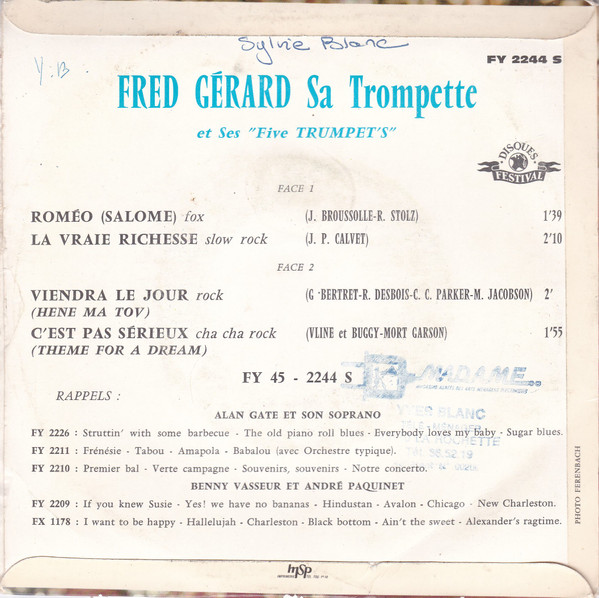 Sylvie Blanc
Y:B
FY 2244 S
FRED GÉRARD Sa Trompette
et Ses "Five TRUMPET'S"
DISQUES
FESTIVAL
FACE 1
ROMÉO (SALOME) fox (J. BROUSSOLLE-R. STOLZ) 1'39
LA VRAIE RICHESSE slow rock (J. P. CALVET) 2'10
FACE 2
VIENDRA LE JOUR rock (G BERTRET-R. DESBOIS-C. C. PARKER-M. JACOBSON) 2'
(HENE MA TOV)
C'EST PAS SÉRIEUX cha cha rock (VLINE et BUGGY-MORT GARSON) 1'55
(THEME FOR A DREAM)
FY 45 - 2244 S
MADAME
RAPPELS :
BLANC
ALAN GATE ET SON SOPRANO
FY 2226 : Struttin' with some barbecue - The old piano roll blues - Everybody loves my baby - Sugar blues.
FY 2211 : Frénésie - Tabou - Amapola - Babalou (avec Orchestre typique).
FY 2210 : Premier bal - Verte campagne - Souvenirs, souvenirs - Notre concerto.
BENNY VASSEUR ET ANDRÉ PAQUINET
FY 2209 : If you knew Susie - Yes! we have no bananas - Hindustan - Avalon - Chicago - New Charleston.
FX 1178 : I want to be happy - Hallelujah - Charleston - Black bottom - Ain't the sweet - Alexander's ragtime.
PHOTO FERENBACH
msp